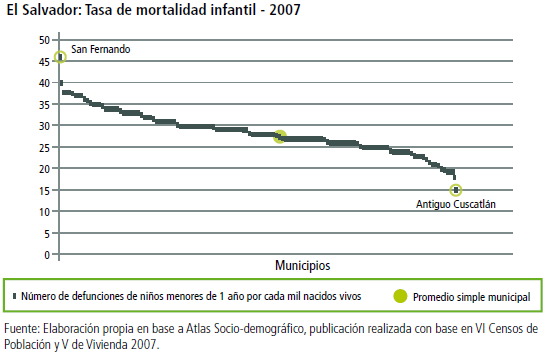 El Salvador: Tasa de mortalidad infantil - 2007
50
San Fernando
45
40
35
30
25
20
15
Antiguo Cuscatlán
10
5
0
Municipios
Número de defunciones de niños menores de 1 año por cada mil nacidos vivos
Promedio simple municipal
Fuente: Elaboración propia en base a Atlas Socio-demográfico, publicación realizada con base en VI Censos de
Población y V de Vivienda 2007.